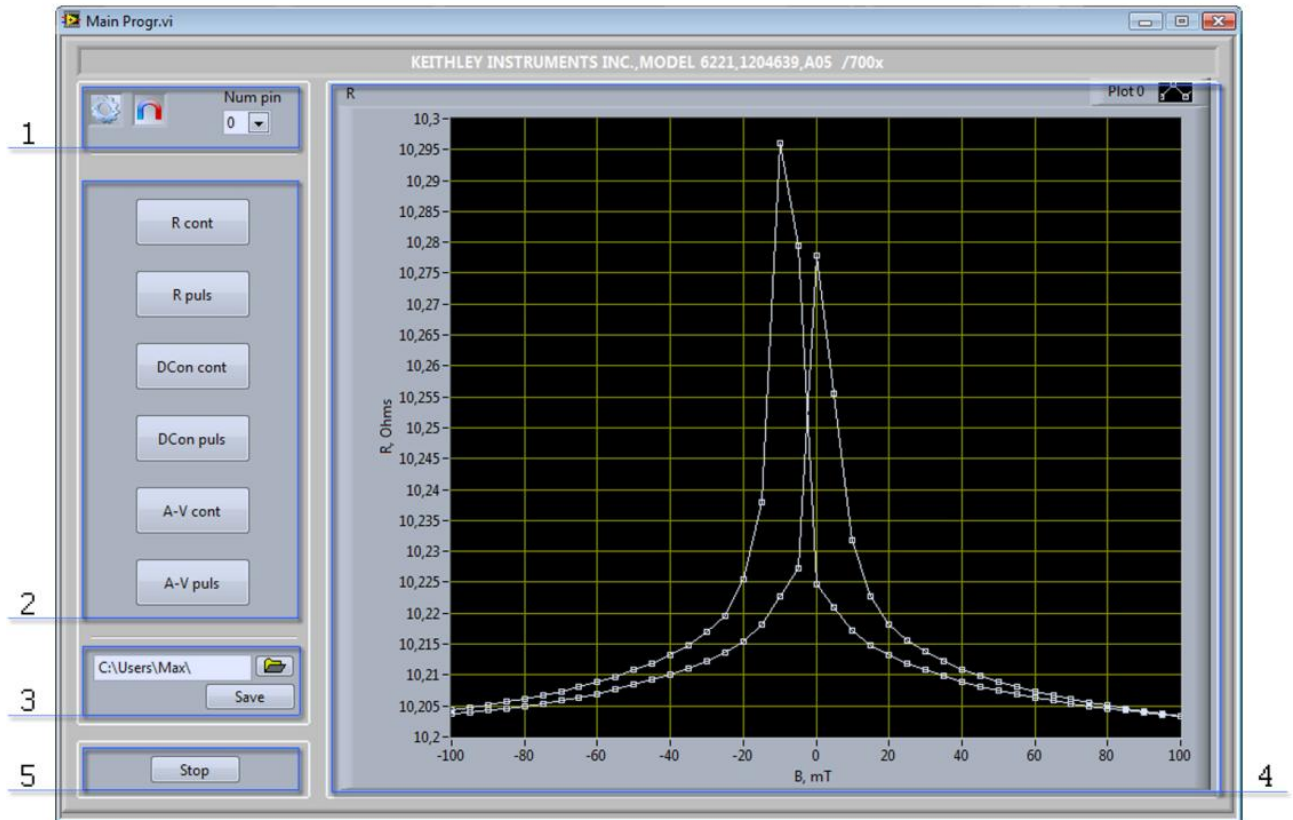 Main Progr.vi
KEITHLEY INSTRUMENTS INC.,MODEL 6221,1204639,A05 /700x
1
Num pin
0
2
R cont
R puls
DCon cont
DCon puls
A-V cont
A-V puls
3
C:\Users\Max\
Save
5
Stop
R
Plot 0
R, Ohms
10,3
10,295
10,29
10,285
10,28
10,275
10,27
10,265
10,26
10,255
10,25
10,245
10,24
10,235
10,23
10,225
10,22
10,215
10,21
10,205
10,2
-100 -80 -60 -40 -20 0 20 40 60 80 100
B, mT
4